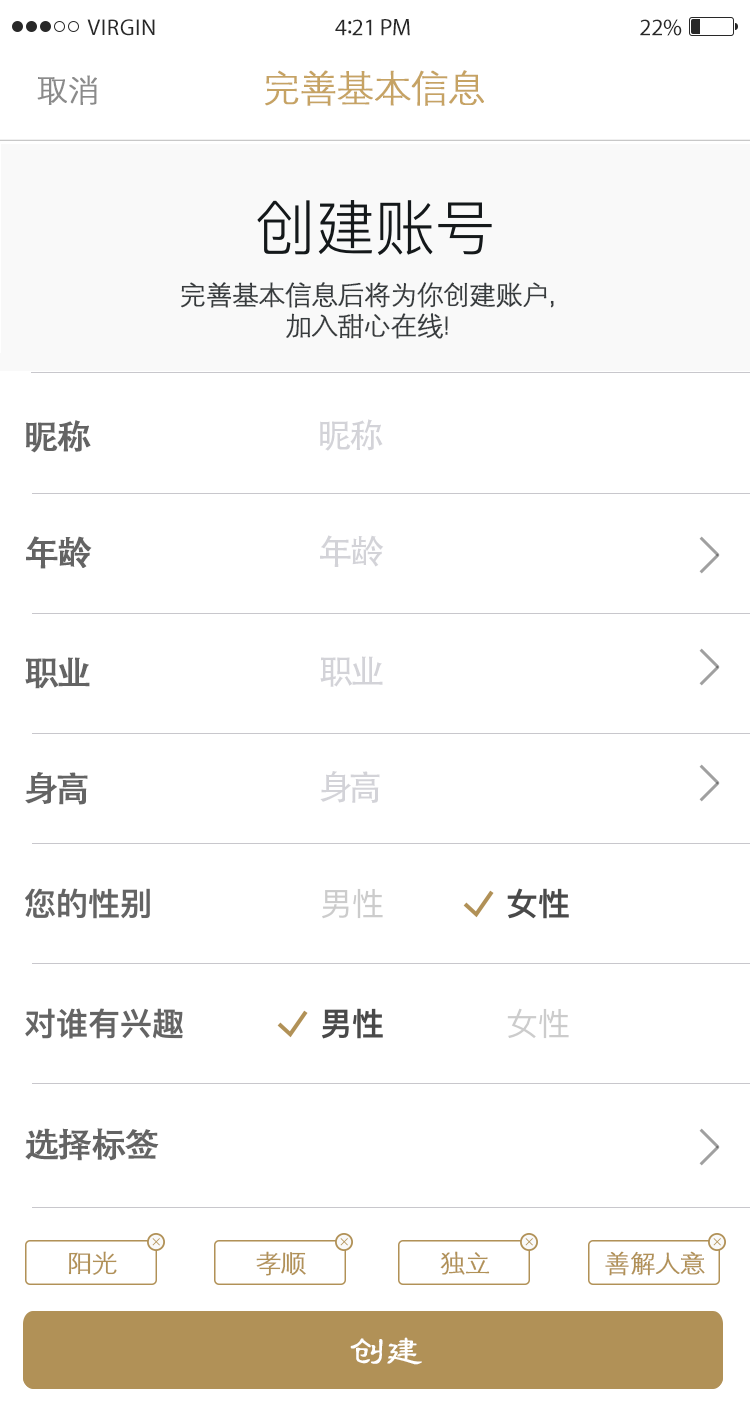 VIRGIN 4:21 PM 22%
取消 完善基本信息
创建账号
完善基本信息后将为你创建账户,
加入甜心在线!
昵称 昵称
年龄 年龄
职业 职业
身高 身高
您的性别 男性 女性
对谁有兴趣 男性 女性
选择标签
阳光 孝顺 独立 善解人意
创建